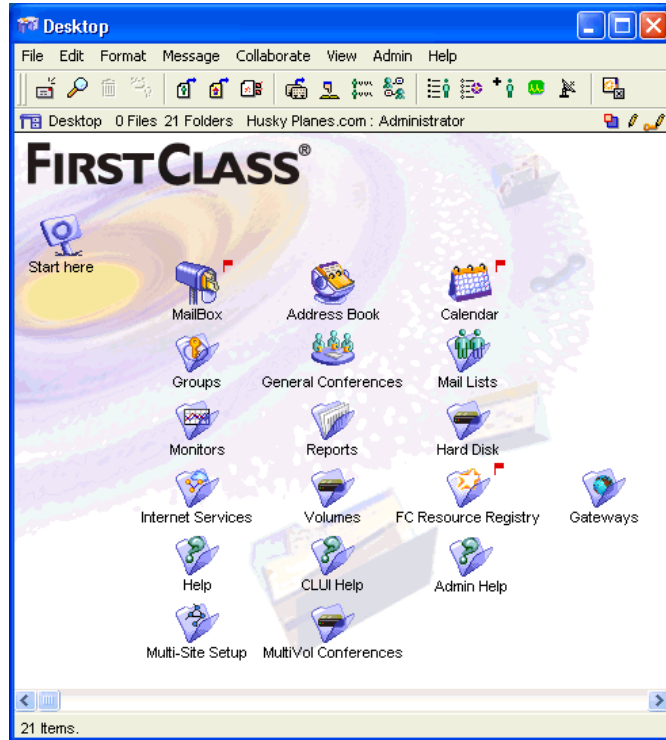 Desktop
File Edit Format Message Collaborate View Admin Help
Desktop 0 Files 21 Folders Husky Planes.com : Administrator
FIRSTCLASS®
Start here
MailBox Address Book Calendar
Groups General Conferences Mail Lists
Monitors Reports Hard Disk
Internet Services Volumes FC Resource Registry Gateways
Help CLUI Help Admin Help
Multi-Site Setup MultiVol Conferences
21 Items.